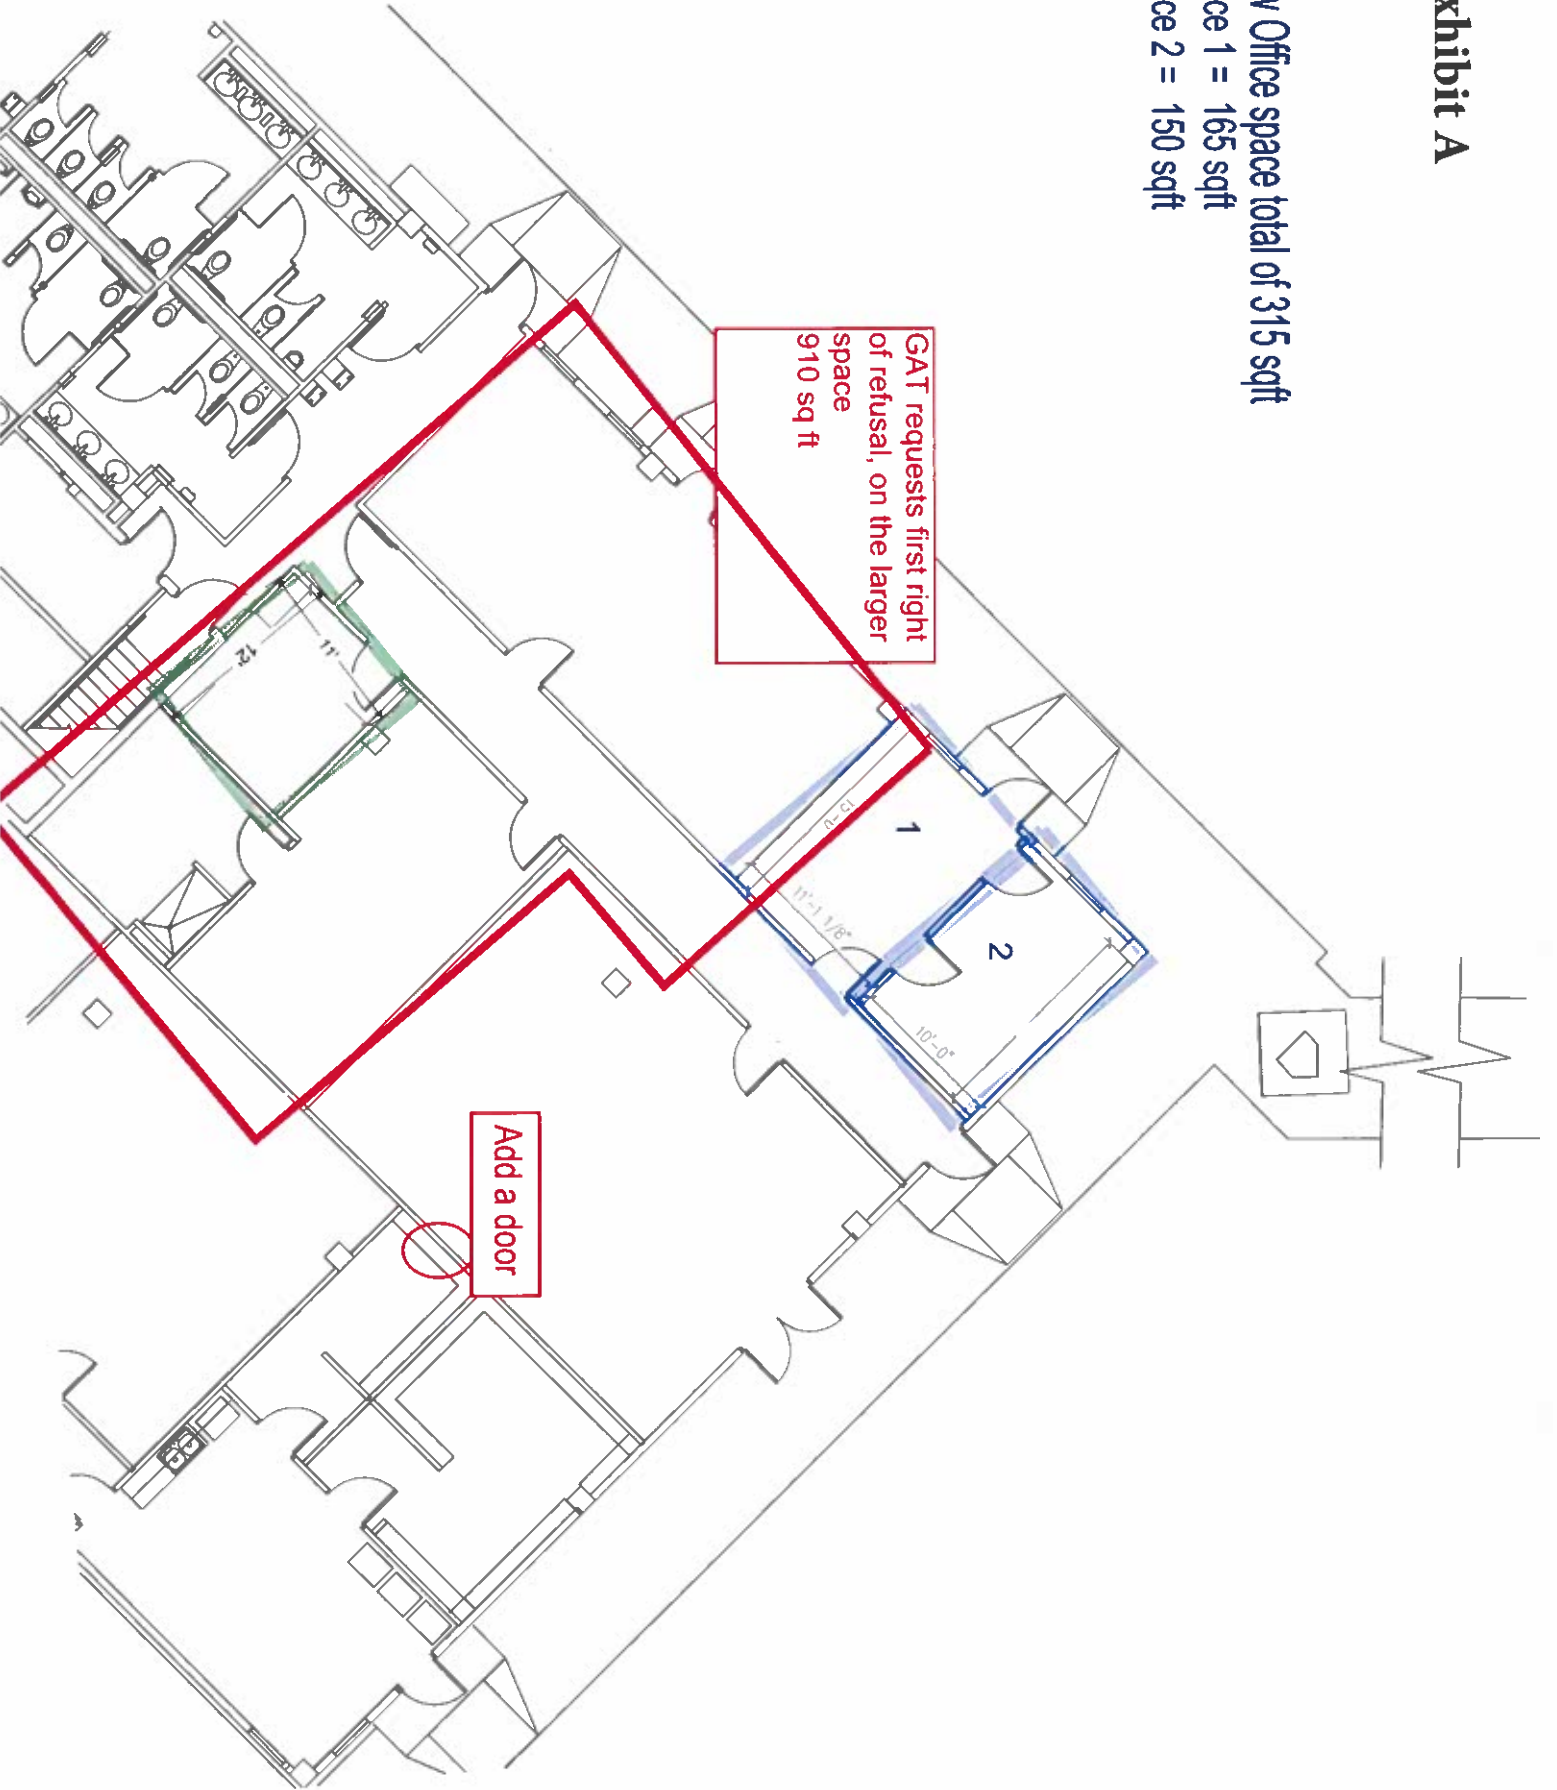 xhibit A
v Office space total of 315 sqft
ce 1 = 165 sqft
ce 2 = 150 sqft
GAT requests first right
of refusal, on the larger
space
910 sq ft
1
2
11'-1 1/8"
10'-0"
11'
12'
Add a door